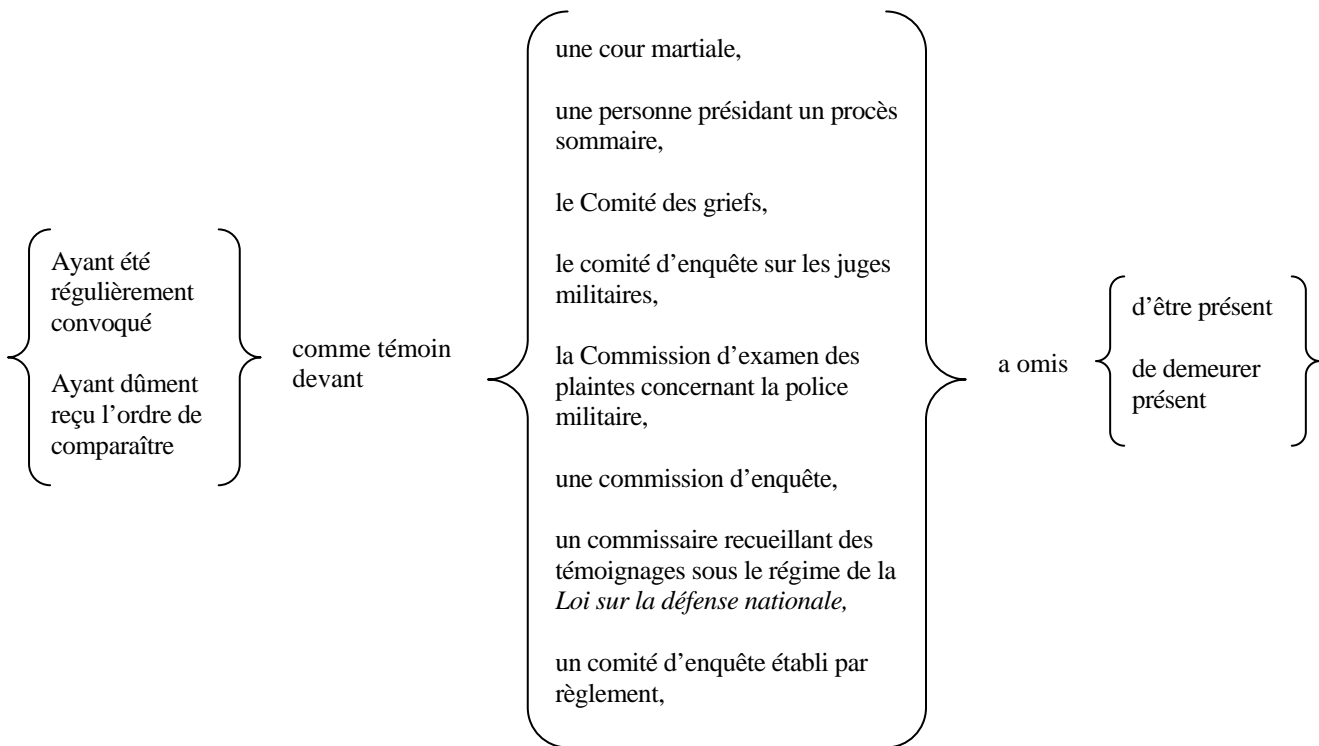 Ayant été
régulièrement
convoqué
Ayant dûment
reçu l’ordre de
comparaître
comme témoin
devant
une cour martiale,
une personne présidant un procès
sommaire,
le Comité des griefs,
le comité d’enquête sur les juges
militaires,
la Commission d’examen des
plaintes concernant la police
militaire,
une commission d’enquête,
un commissaire recueillant des
témoignages sous le régime de la
Loi sur la défense nationale,
un comité d’enquête établi par
règlement,
a omis
d’être présent
de demeurer
présent